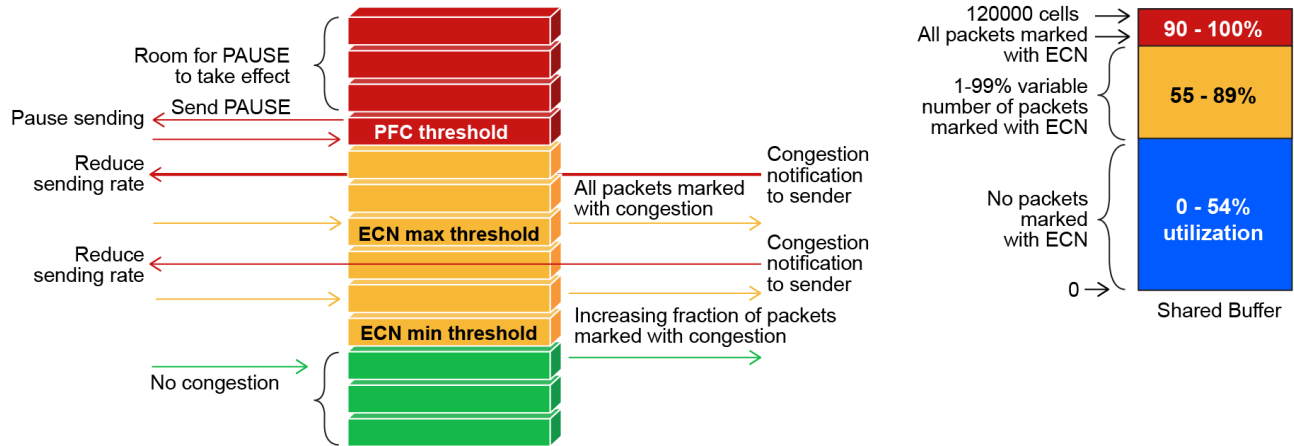 Room for PAUSE
to take effect
Send PAUSE
Pause sending
PFC threshold
Reduce
sending rate
Congestion
notification
to sender
All packets marked
with congestion
ECN max threshold
Reduce
sending rate
Congestion
notification
to sender
ECN min threshold
Increasing fraction of packets
marked with congestion
No congestion
120000 cells
All packets marked
with ECN
90 - 100%
1-99% variable
number of packets
marked with ECN
55 - 89%
No packets
marked
with ECN
0 - 54%
utilization
0
Shared Buffer